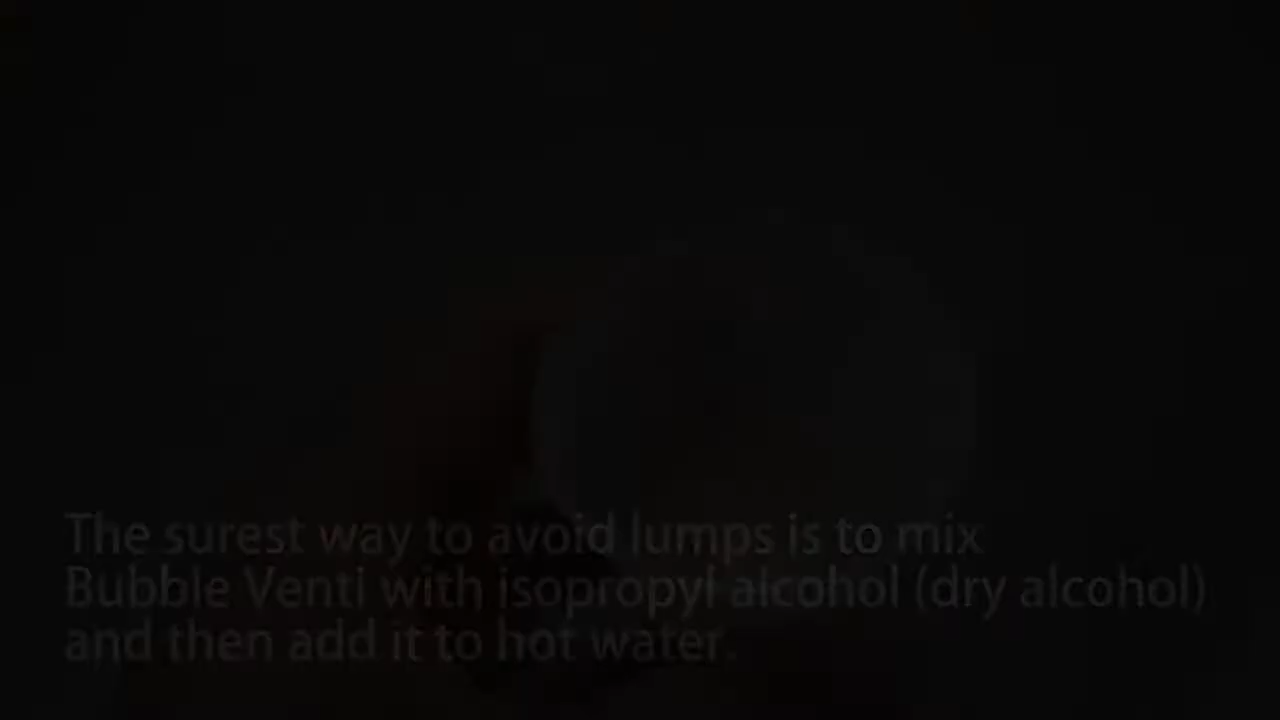 The surest way to avoid lumps is to mix
Bubble Venti with isopropyl alcohol (dry alcohol)
and then add it to hot water.